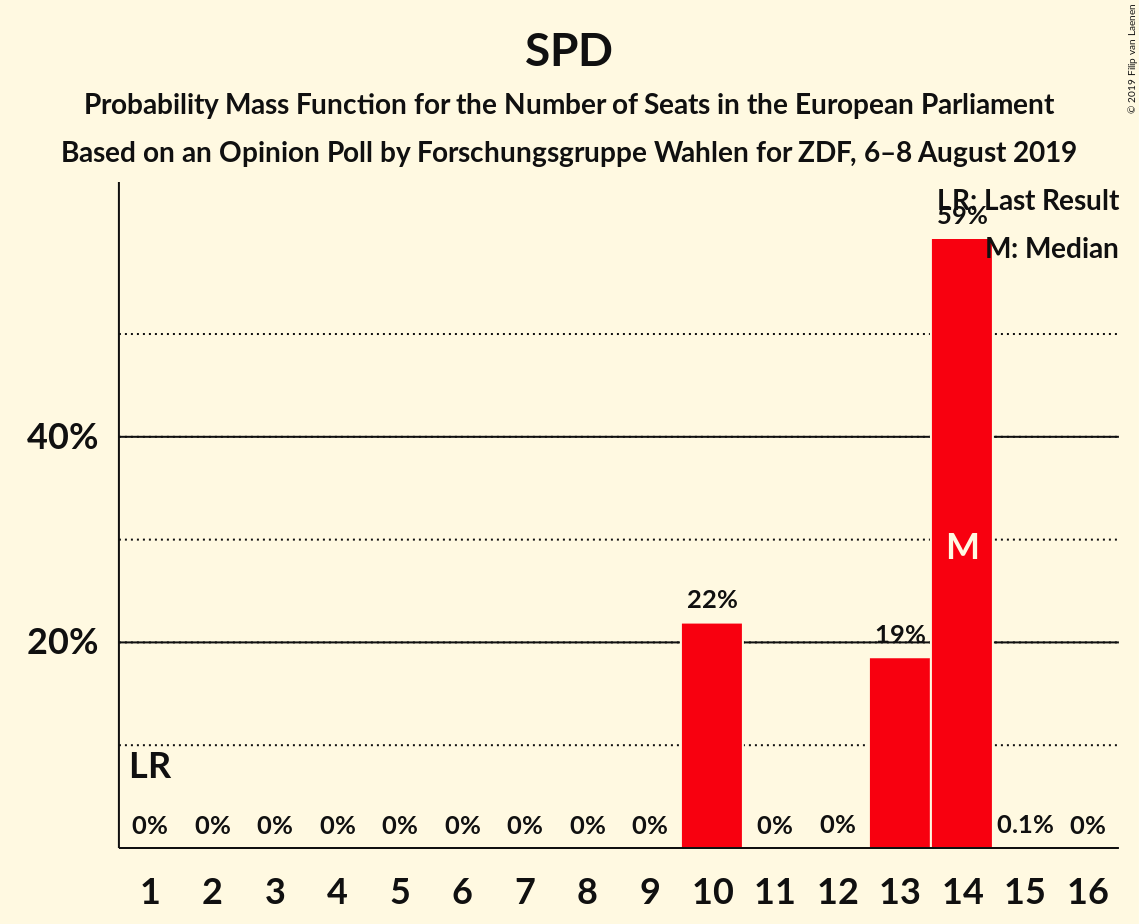 SPD
Probability Mass Function for the Number of Seats in the European Parliament
Based on an Opinion Poll by Forschungsgruppe Wahlen for ZDF, 6–8 August 2019
© 2019 Filip van Laenen
LR: Last Result
M: Median
59%
40%
M
22%
20%
19%
LR
0% 0% 0% 0% 0% 0% 0% 0% 0% 0% 0% 0.1% 0%
1 2 3 4 5 6 7 8 9 10 11 12 13 14 15 16